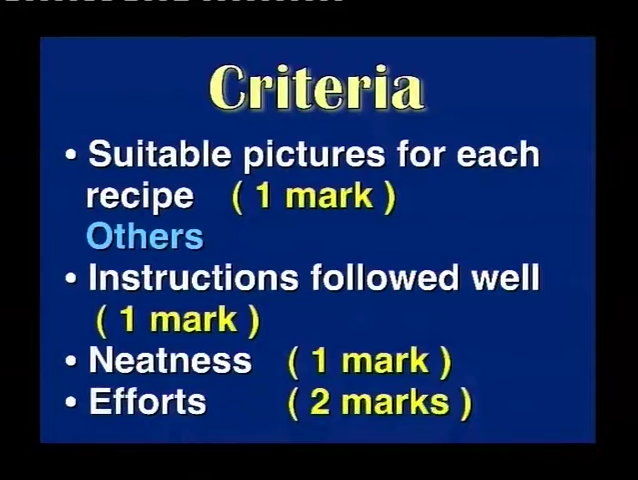 Criteria
• Suitable pictures for each
recipe ( 1 mark )
Others
• Instructions followed well
( 1 mark )
• Neatness ( 1 mark )
• Efforts ( 2 marks )